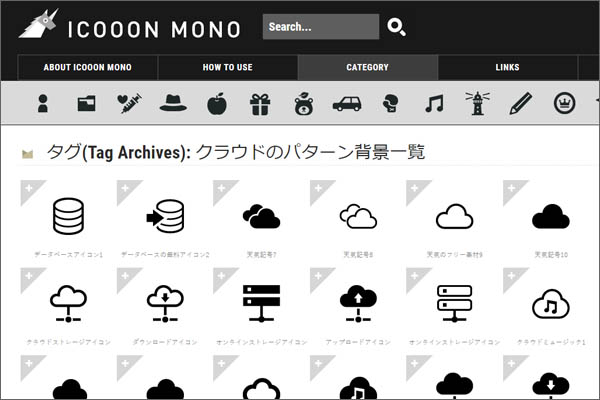 ICOOON MONO
Search...
ABOUT ICOOON MONO
HOW TO USE
CATEGORY
LINKS
タグ(Tag Archives): クラウドのパターン背景一覧
データベースアイコン1
データベースの無料アイコン2
天気記号7
天気記号8
天気のフリー素材9
天気記号10
クラウドストレージアイコン
ダウンロードアイコン
オンラインストレージアイコン
アップロードアイコン
オンラインストレージアイコン
クラウドミュージック1